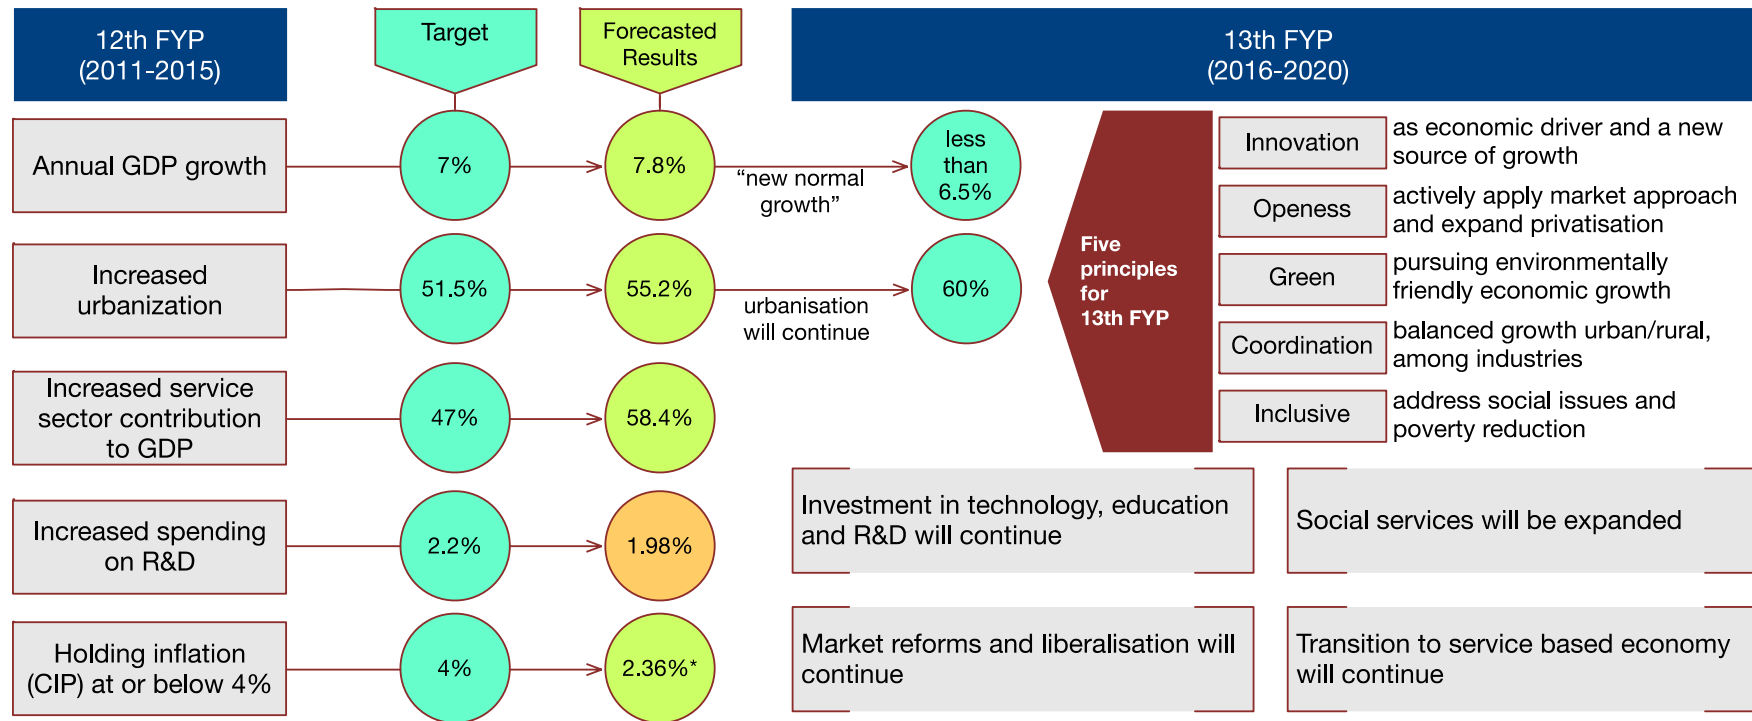 12th FYP
(2011-2015)
Target
Forecasted
Results
13th FYP
(2016-2020)
Annual GDP growth
7%
7.8%
“new normal
growth”
less
than
6.5%
Increased
urbanization
51.5%
55.2%
urbanisation
will continue
60%
Increased service
sector contribution
to GDP
47%
58.4%
Increased spending
on R&D
2.2%
1.98%
Holding inflation
(CIP) at or below 4%
4%
2.36%*
Five
principles
for
13th FYP
Innovation
as economic driver and a new
source of growth
Openess
actively apply market approach
and expand privatisation
Green
pursuing environmentally
friendly economic growth
Coordination
balanced growth urban/rural,
among industries
Inclusive
address social issues and
poverty reduction
Investment in technology, education
and R&D will continue
Social services will be expanded
Market reforms and liberalisation will
continue
Transition to service based economy
will continue